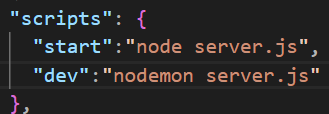 "scripts": {
"start":"node server.js",
"dev":"nodemon server.js"
},